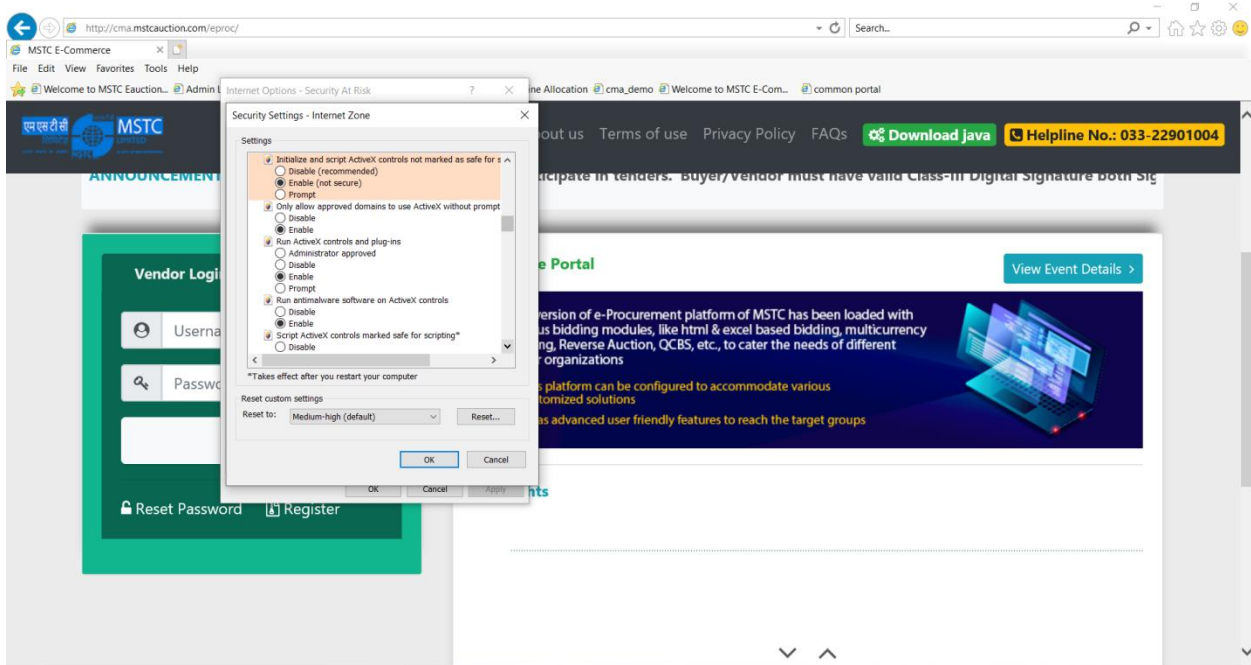 http://cma.mstcauction.com/eproc/
Search...
MSTC E-Commerce
File Edit View Favorites Tools Help
Welcome to MSTC Eauction... Admin L
ine Allocation cma_demo Welcome to MSTC E-Com... common portal
Internet Options - Security At Risk ? X
Security Settings - Internet Zone
Settings
Initialize and script ActiveX controls not marked as safe for s
Disable (recommended)
Enable (not secure)
Prompt
Only allow approved domains to use ActiveX without prompt
Disable
Enable
Run ActiveX controls and plug-ins
Administrator approved
Disable
Enable
Prompt
Run antimalware software on ActiveX controls
Disable
Enable
Script ActiveX controls marked safe for scripting*
Disable
*Takes effect after you restart your computer
Reset custom settings
Reset to: Medium-high (default) Reset...
OK Cancel
OK Cancel Apply
एम एस टी सी MSTC
LIMITED
out us Terms of use Privacy Policy FAQs Download java Helpline No.: 033-22901004
ANNOUNCEMENT
icipate in tenders. Buyer/Vendor must have valid Class-III Digital Signature both Sig
Vendor Logi
Userna
Passwo
Reset Password Register
e Portal
View Event Details
ersion of e-Procurement platform of MSTC has been loaded with
us bidding modules, like html & excel based bidding, multicurrency
ng, Reverse Auction, QCBS, etc., to cater the needs of different
r organizations
s platform can be configured to accommodate various
tomized solutions
as advanced user friendly features to reach the target groups
nts